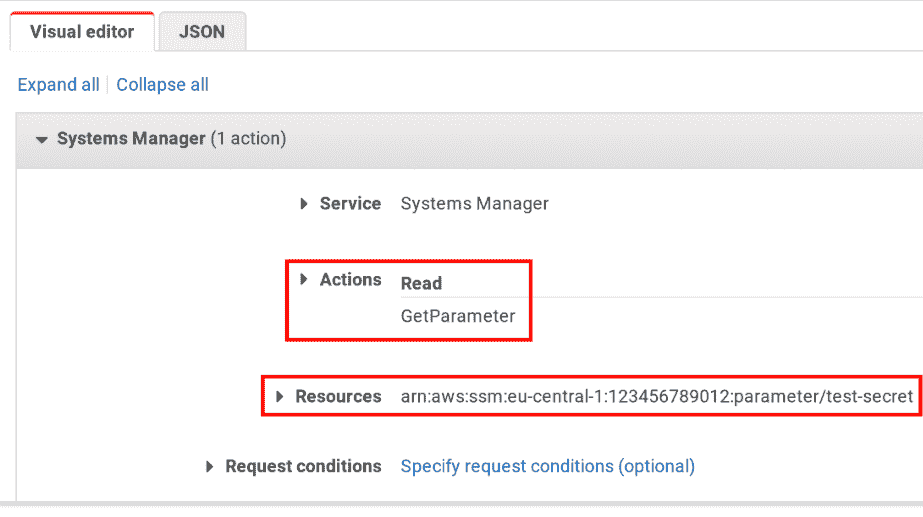 Visual editor
JSON
Expand all
Collapse all
Systems Manager (1 action)
Service Systems Manager
Actions Read
GetParameter
Resources arn:aws:ssm:eu-central-1:123456789012:parameter/test-secret
Request conditions Specify request conditions (optional)